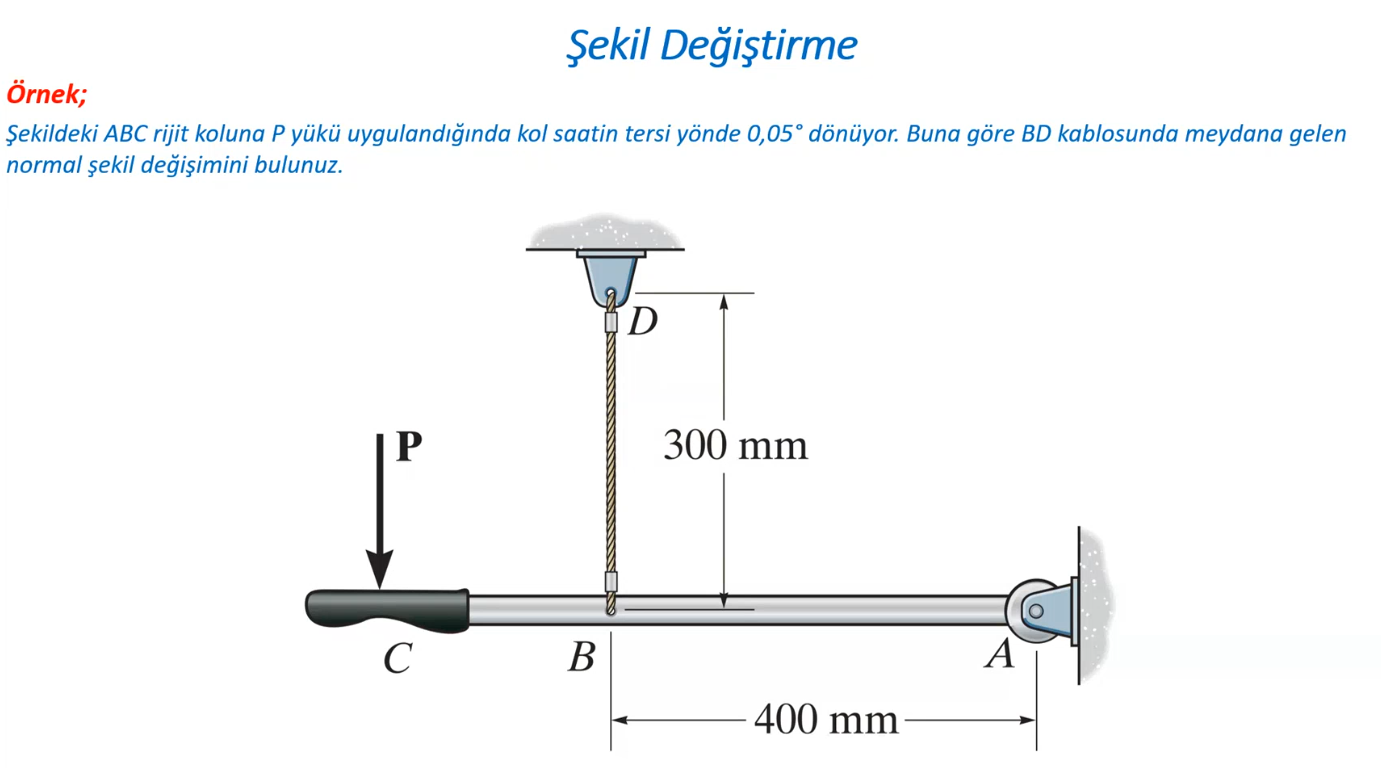 Şekil Değiştirme
Örnek;
Şekildeki ABC rijit koluna P yükü uygulandığında kol saatin tersi yönde 0,05° dönüyor. Buna göre BD kablosunda meydana gelen
normal şekil değişimini bulunuz.
D
P
300 mm
C
B
A
400 mm